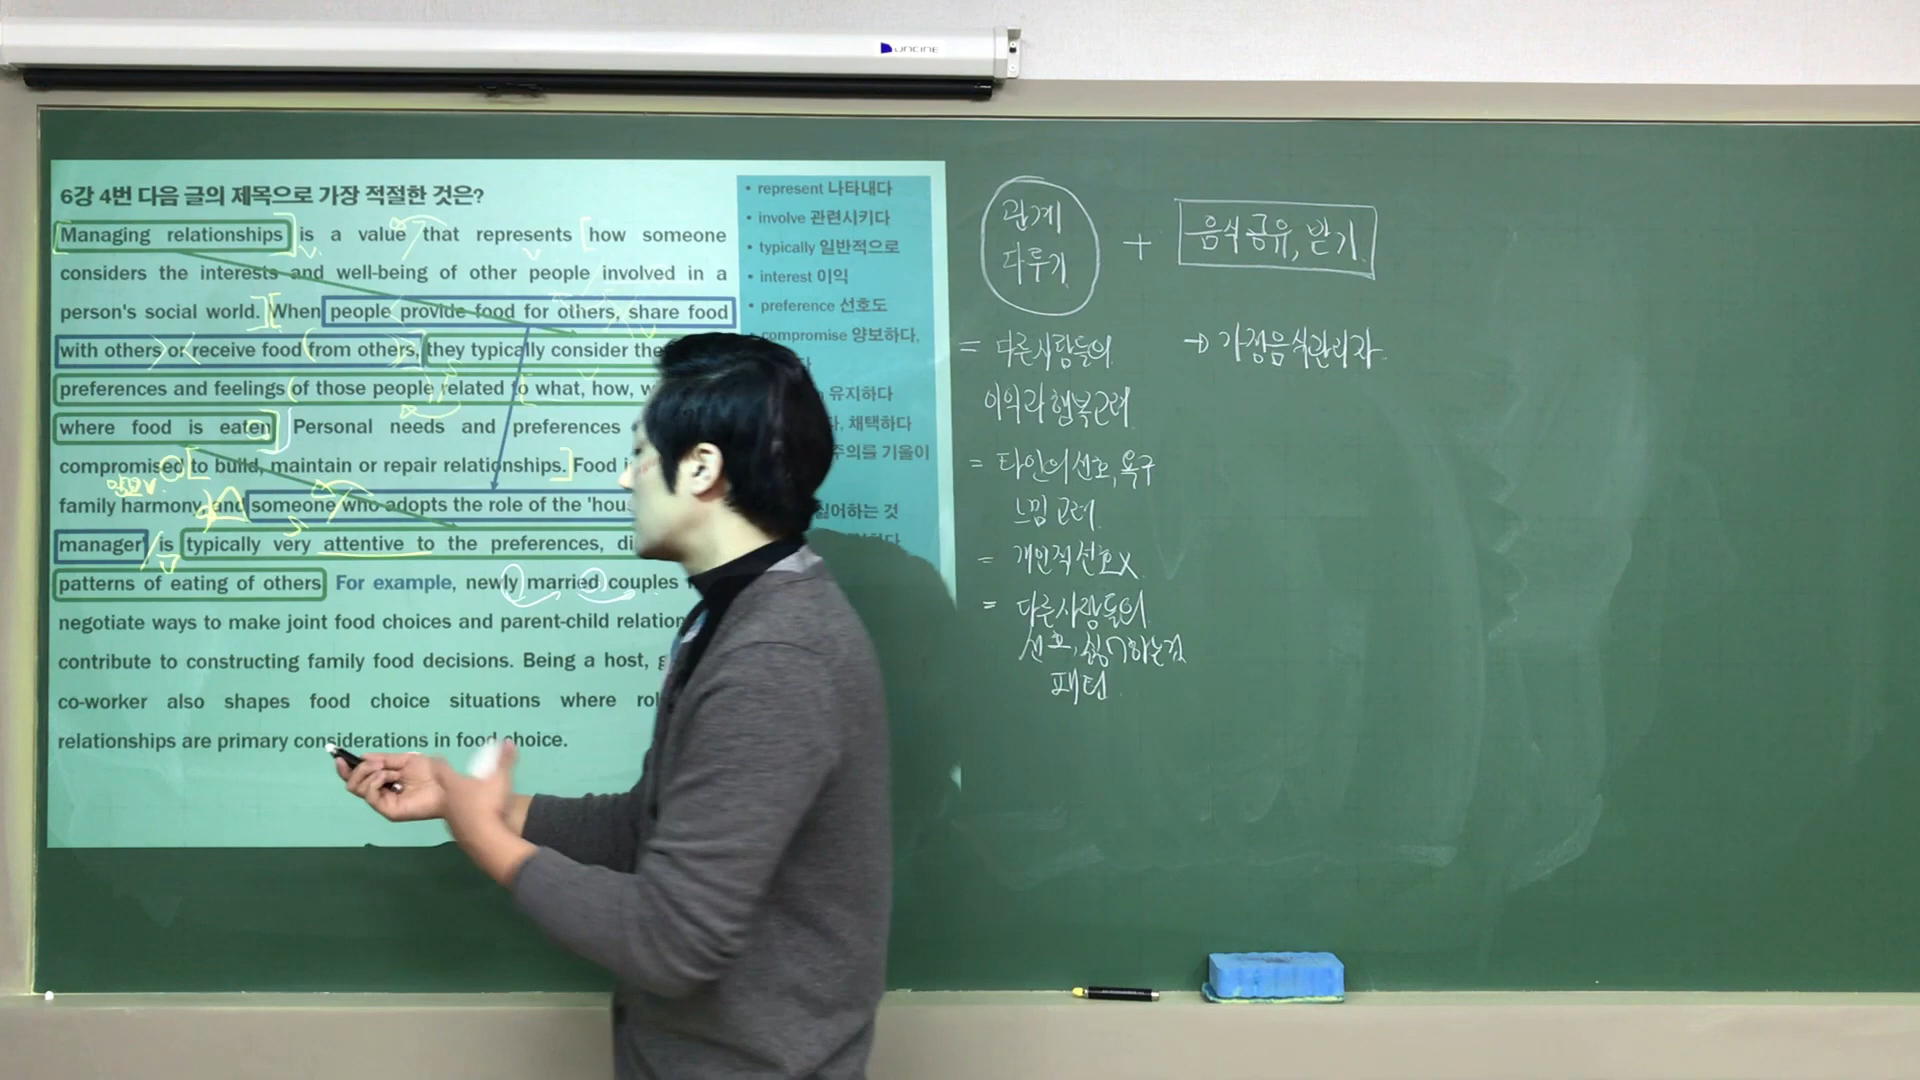 UNCINE
6강 4번 다음 글의 제목으로 가장 적절한 것은?
Managing relationships is a value that represents how someone
considers the interests and well-being of other people involved in a
person's social world. When people provide food for others, share food
with others or receive food from others, they typically consider the
preferences and feelings of those people related to what, how, w
where food is eaten. Personal needs and preferences
compromised to build, maintain or repair relationships. Food i
양보
family harmony, and someone who adopts the role of the 'hou
manager' is typically very attentive to the preferences, di
patterns of eating of others For example, newly married couples
negotiate ways to make joint food choices and parent-child relation
contribute to constructing family food decisions. Being a host, g
co-worker also shapes food choice situations where rol
relationships are primary considerations in food choice.
• represent 나타내다
• involve 관련시키다
• typically 일반적으로
• interest 이익
• preference 선호도
compromise 양보하다,
다
유지하다
, 채택하다
주의를 기울이
싫어하는 것
관계
다루기
+
음식 공유, 받기
= 다른사람들의
이익과 행복고려
= 타인의 선호, 욕구
느낌 고려
= 개인적 선호X
= 다른사람들의
선호, 싫어하는것
패턴
→ 가정음식관리자